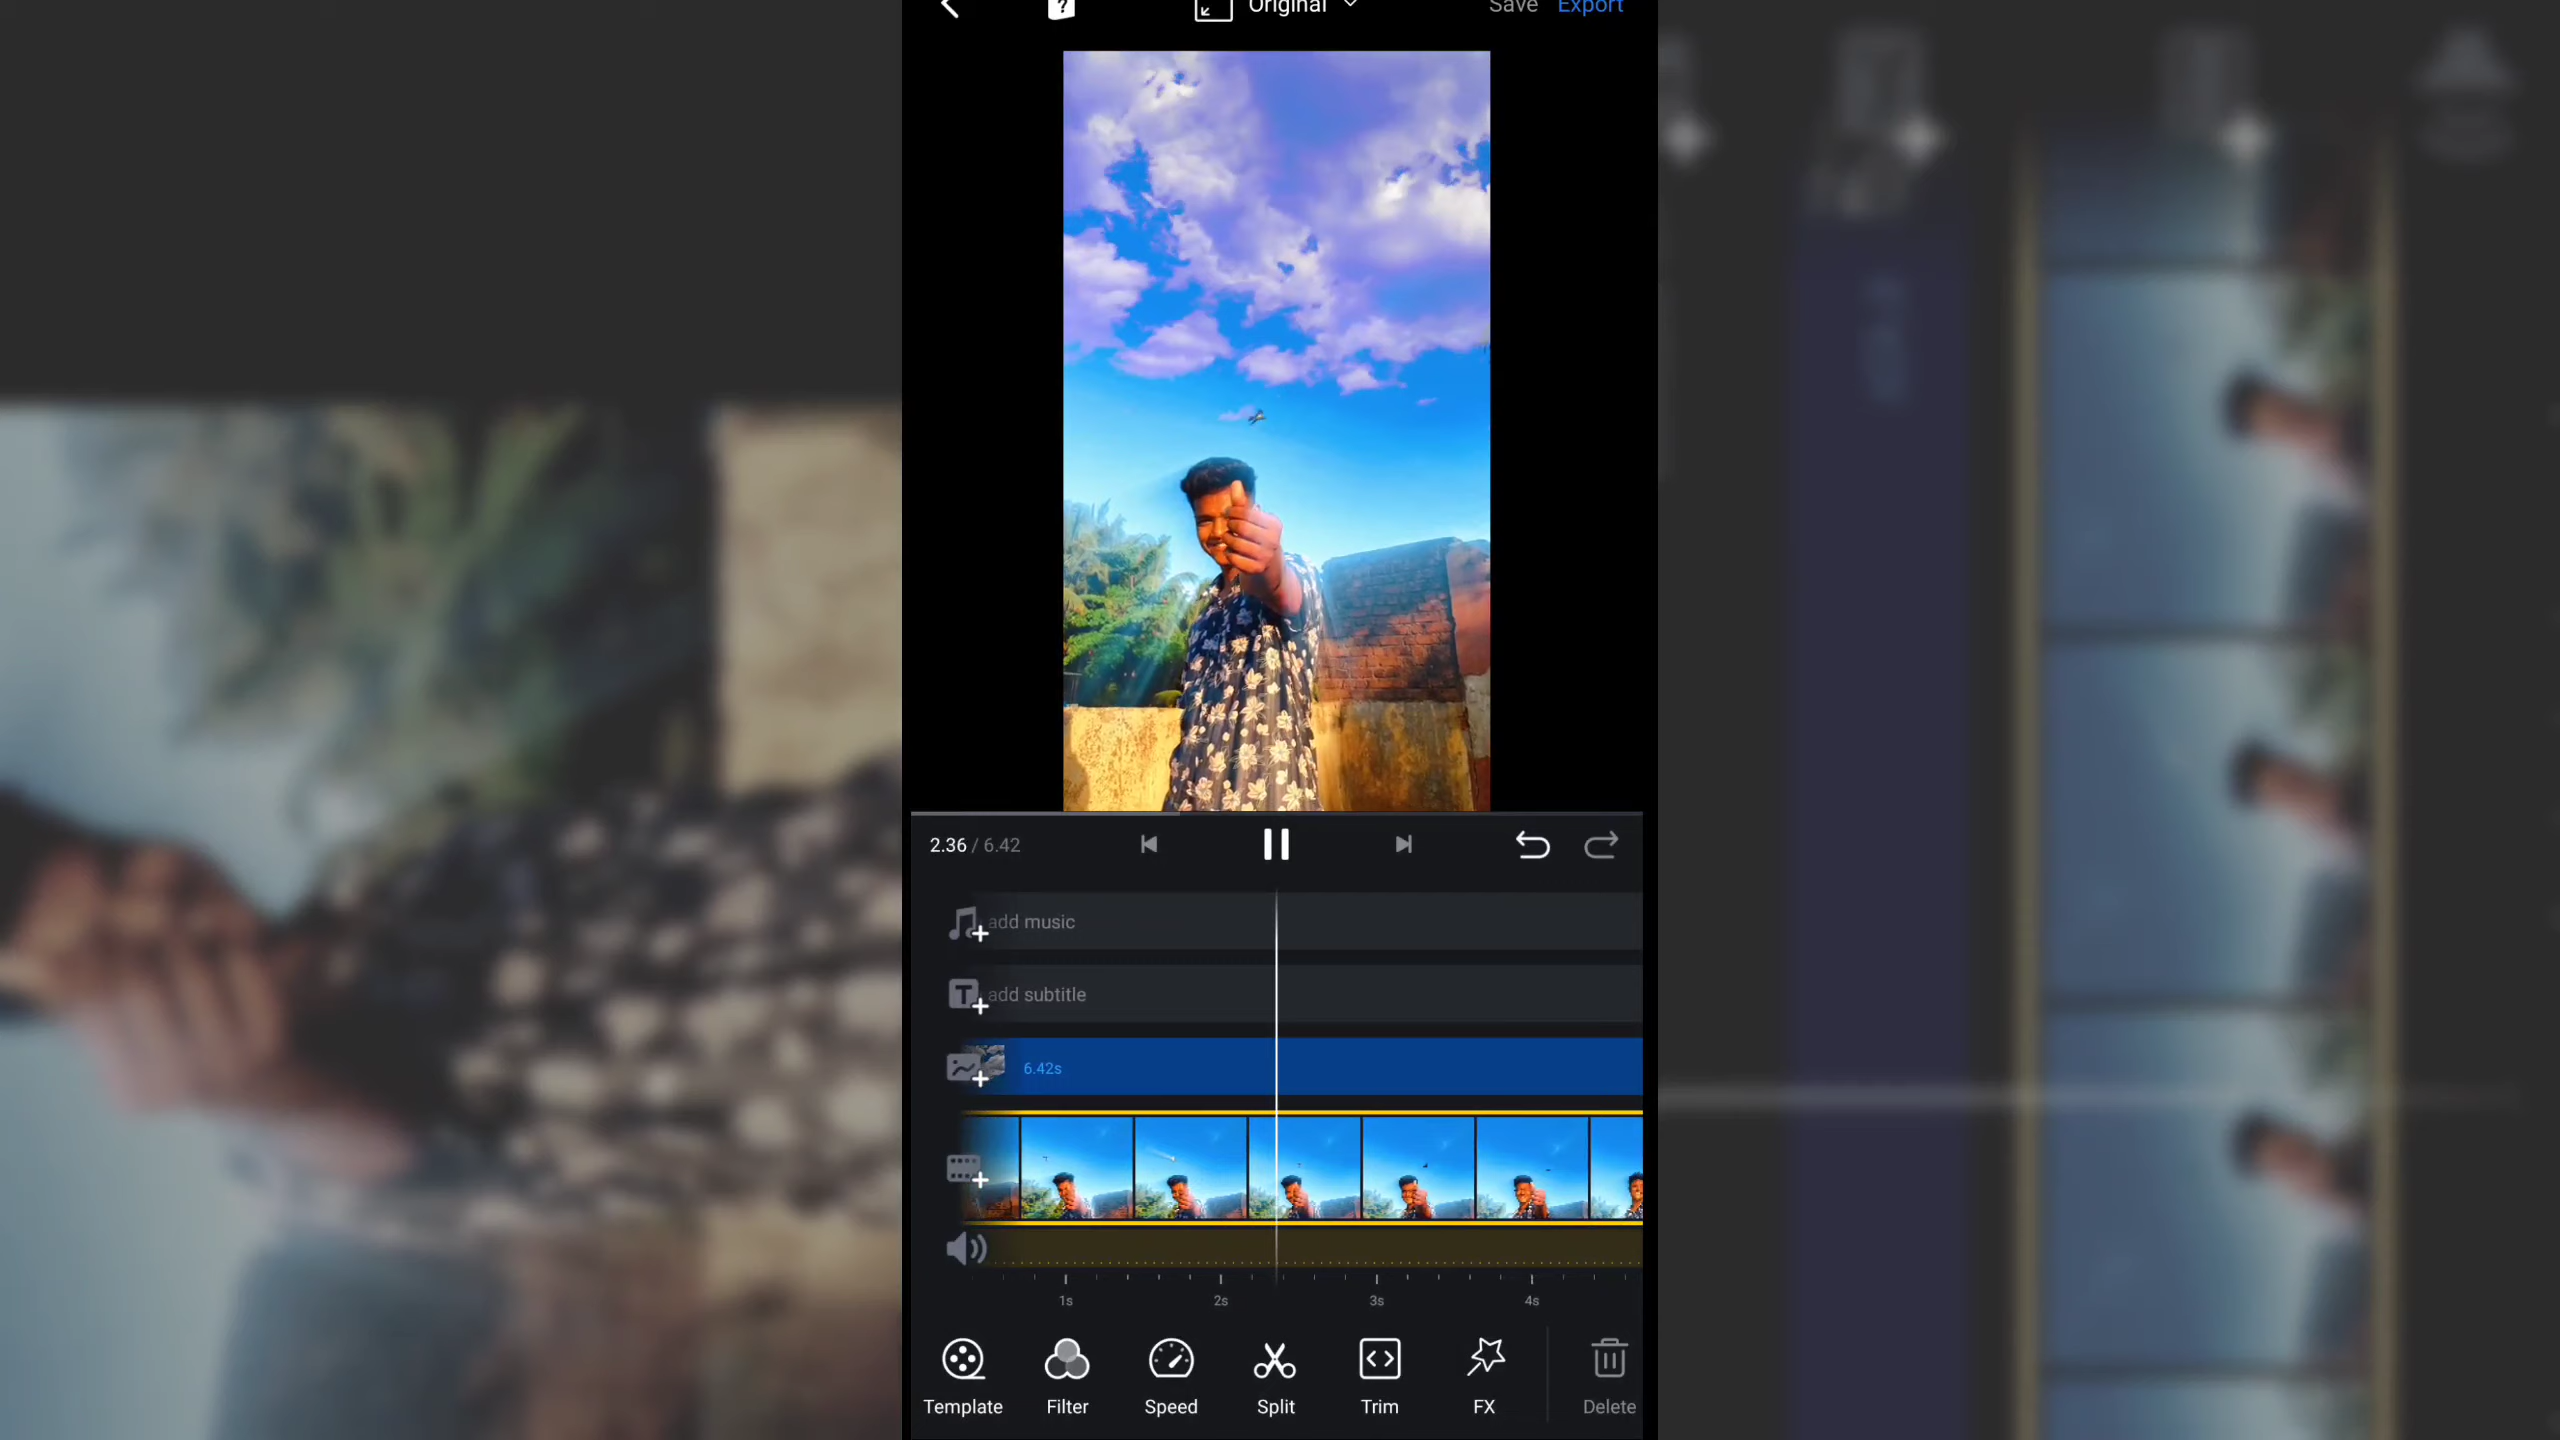 Original Save Export
2.36 / 6.42
add music
add subtitle
6.42s
1s 2s 3s 4s
Template Filter Speed Split Trim FX Delete